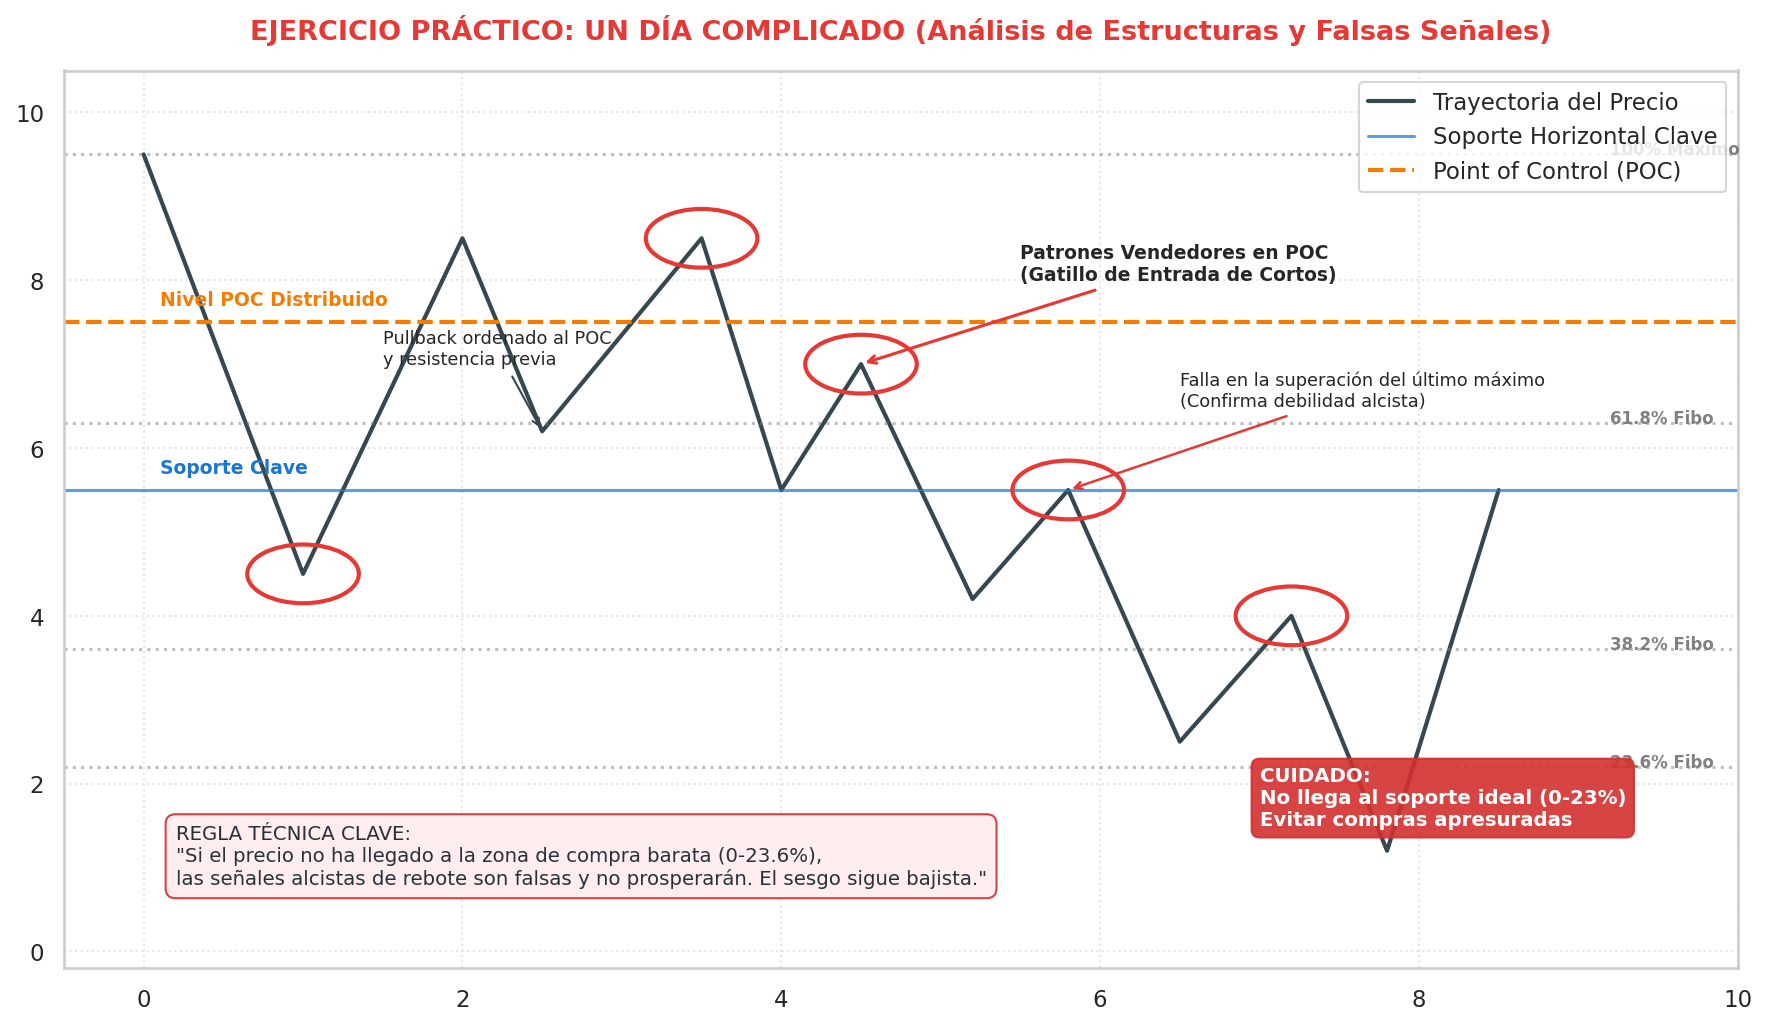 EJERCICIO PRÁCTICO: UN DÍA COMPLICADO (Análisis de Estructuras y Falsas Señales)
Trayectoria del Precio
Soporte Horizontal Clave
Point of Control (POC)
100% Máximo
Patrones Vendedores en POC
(Gatillo de Entrada de Cortos)
Nivel POC Distribuido
Pullback ordenado al POC
y resistencia previa
Falla en la superación del último máximo
(Confirma debilidad alcista)
61.8% Fibo
Soporte Clave
38.2% Fibo
23.6% Fibo
CUIDADO:
No llega al soporte ideal (0-23%)
Evitar compras apresuradas
REGLA TÉCNICA CLAVE:
"Si el precio no ha llegado a la zona de compra barata (0-23.6%),
las señales alcistas de rebote son falsas y no prosperarán. El sesgo sigue bajista."
10
8
6
4
2
0
0 2 4 6 8 10